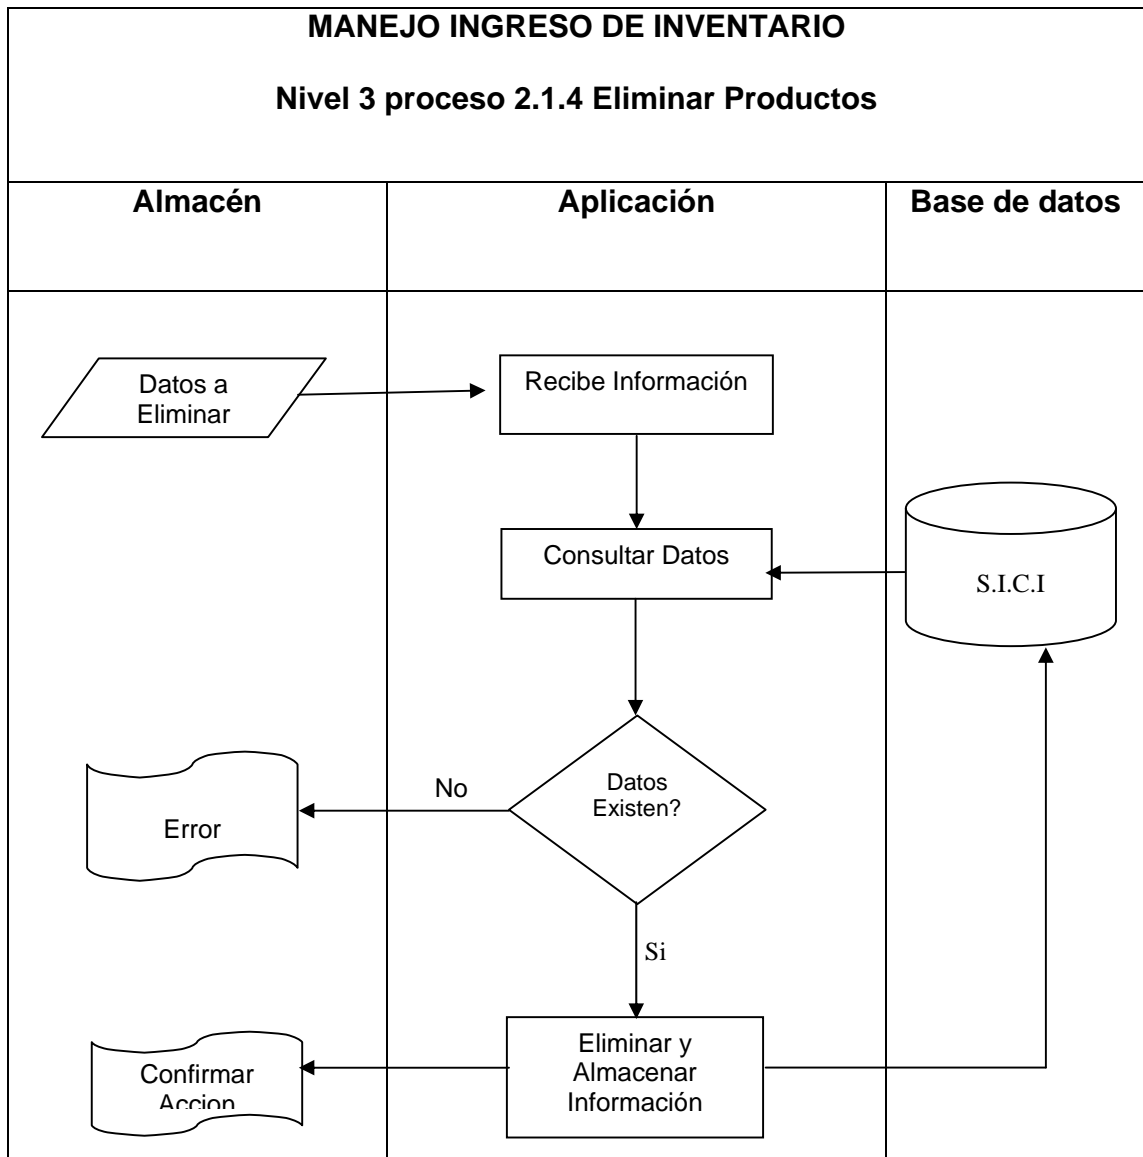 MANEJO INGRESO DE INVENTARIO
Nivel 3 proceso 2.1.4 Eliminar Productos
Almacén
Aplicación
Base de datos
Datos a
Eliminar
Recibe Información
Consultar Datos
S.I.C.I
Datos
Existen?
No
Error
Si
Eliminar y
Almacenar
Información
Confirmar
Accion